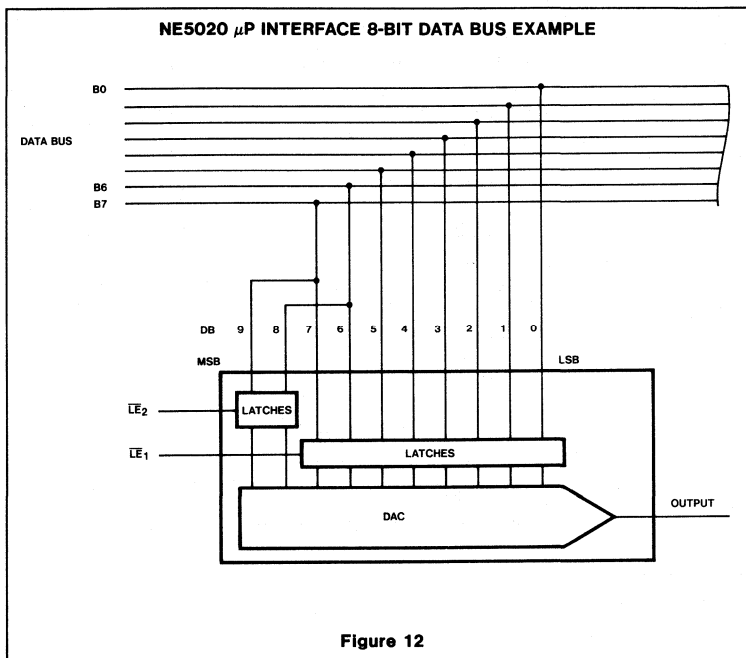 NE5020 μP INTERFACE 8-BIT DATA BUS EXAMPLE
B0
DATA BUS
B6
B7
DB 9 8 7 6 5 4 3 2 1 0
MSB
LSB
LE2
LATCHES
LE1
LATCHES
DAC
OUTPUT
Figure 12